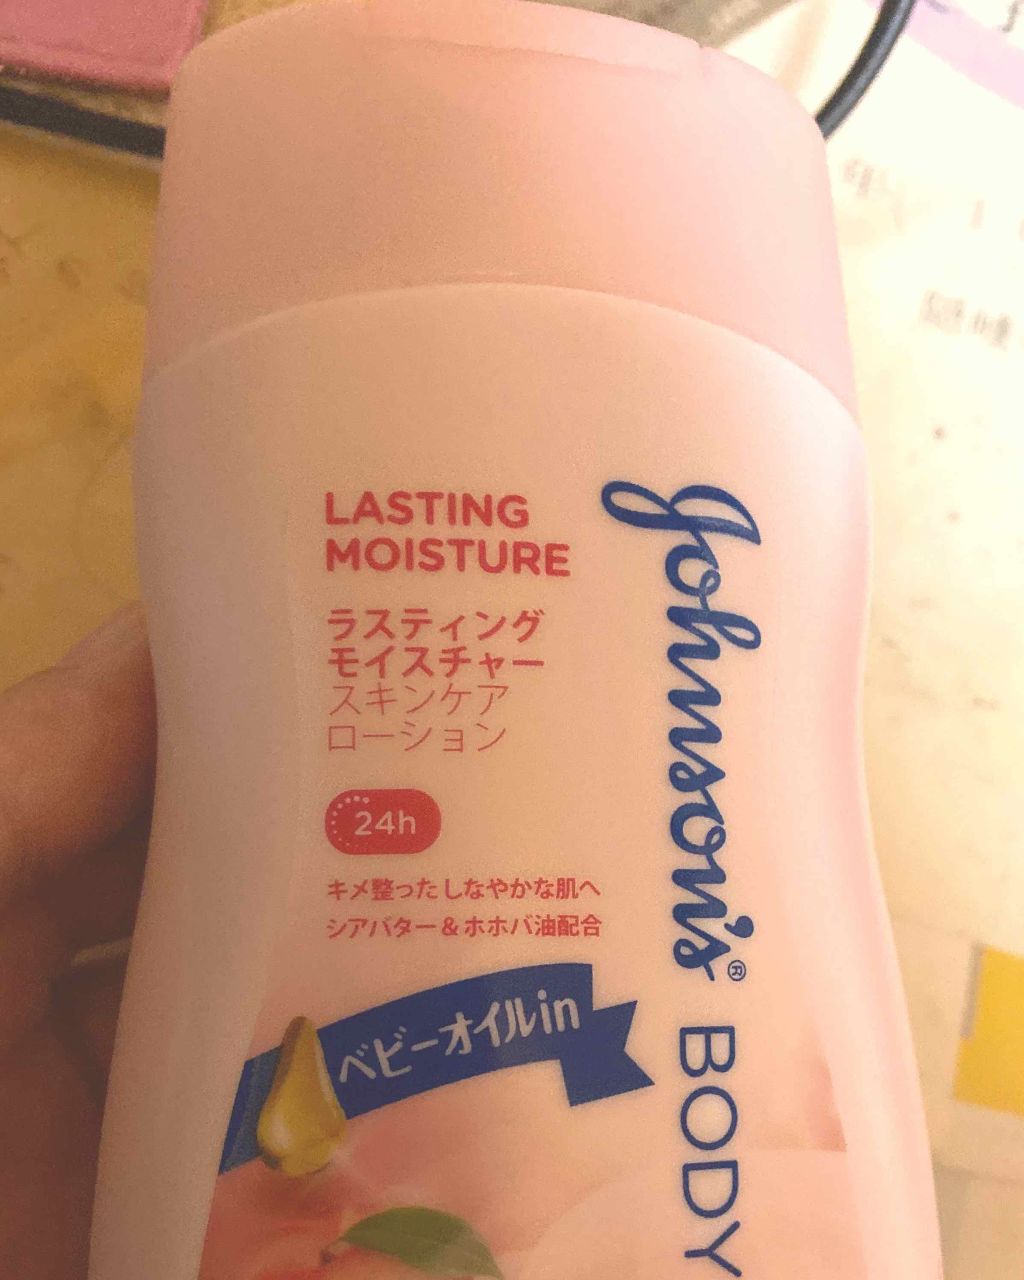 LASTING
MOISTURE
ラスティング
モイスチャー
スキンケア
ローション
24h
キメ整ったしなやかな肌へ
シアバター＆ホホバ油配合
ベビーオイルin
Johnson's® BODY